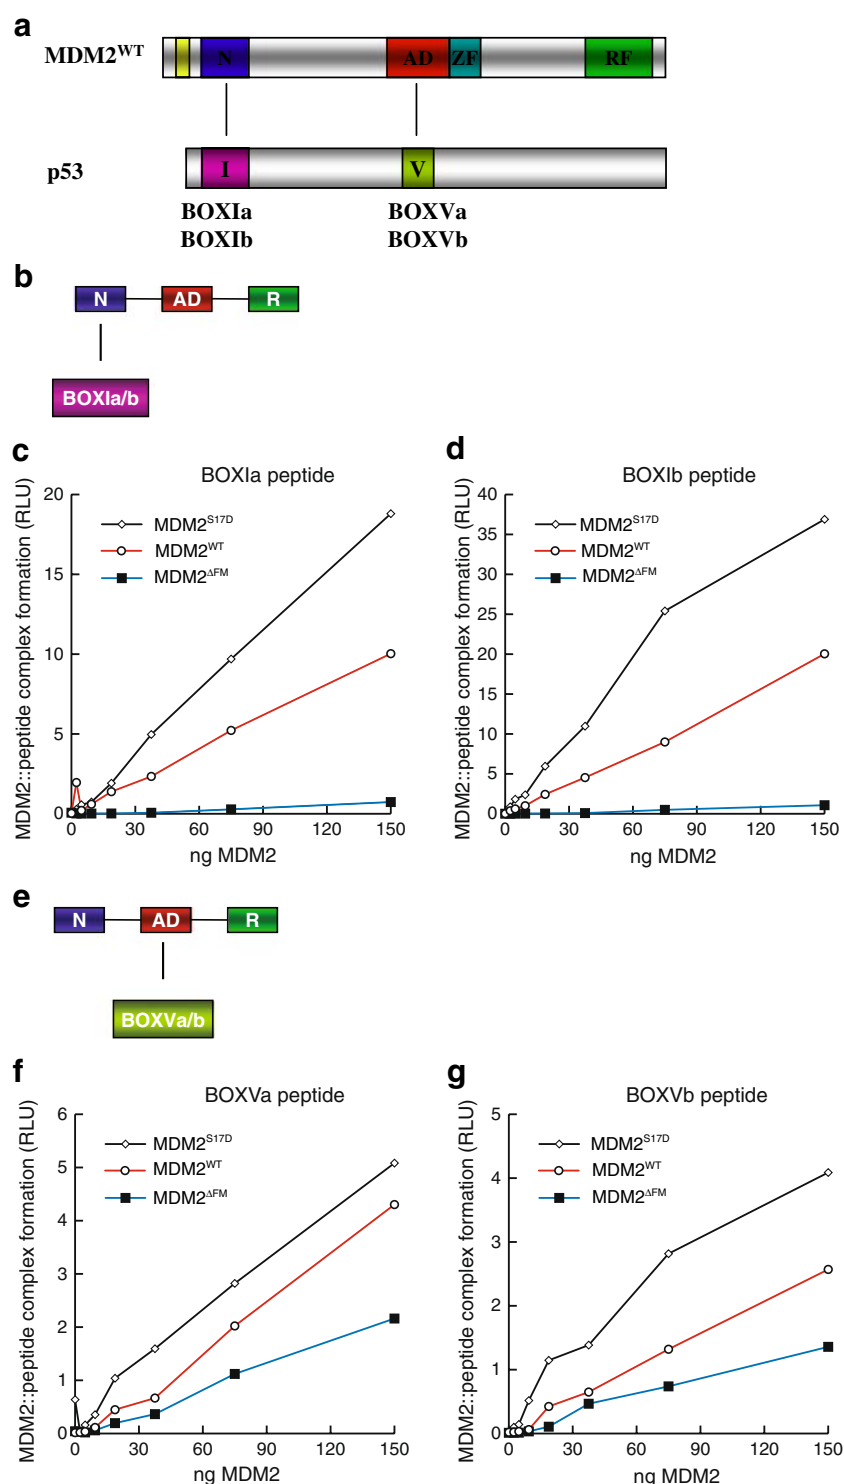 a
MDM2WT
N
AD
ZF
RF
p53
I
V
BOXIa
BOXIb
BOXVa
BOXVb
b
N
AD
R
BOXIa/b
c
BOXIa peptide
MDM2::peptide complex formation (RLU)
20
15
10
5
0
MDM2S17D
MDM2WT
MDM2ΔFM
0 30 60 90 120 150
ng MDM2
d
BOXIb peptide
MDM2::peptide complex formation (RLU)
40
35
30
25
20
15
10
5
0
MDM2S17D
MDM2WT
MDM2ΔFM
0 30 60 90 120 150
ng MDM2
e
N
AD
R
BOXVa/b
f
BOXVa peptide
MDM2::peptide complex formation (RLU)
6
5
4
3
2
1
0
MDM2S17D
MDM2WT
MDM2ΔFM
0 30 60 90 120 150
ng MDM2
g
BOXVb peptide
MDM2::peptide complex formation (RLU)
5
4
3
2
1
0
MDM2S17D
MDM2WT
MDM2ΔFM
0 30 60 90 120 150
ng MDM2